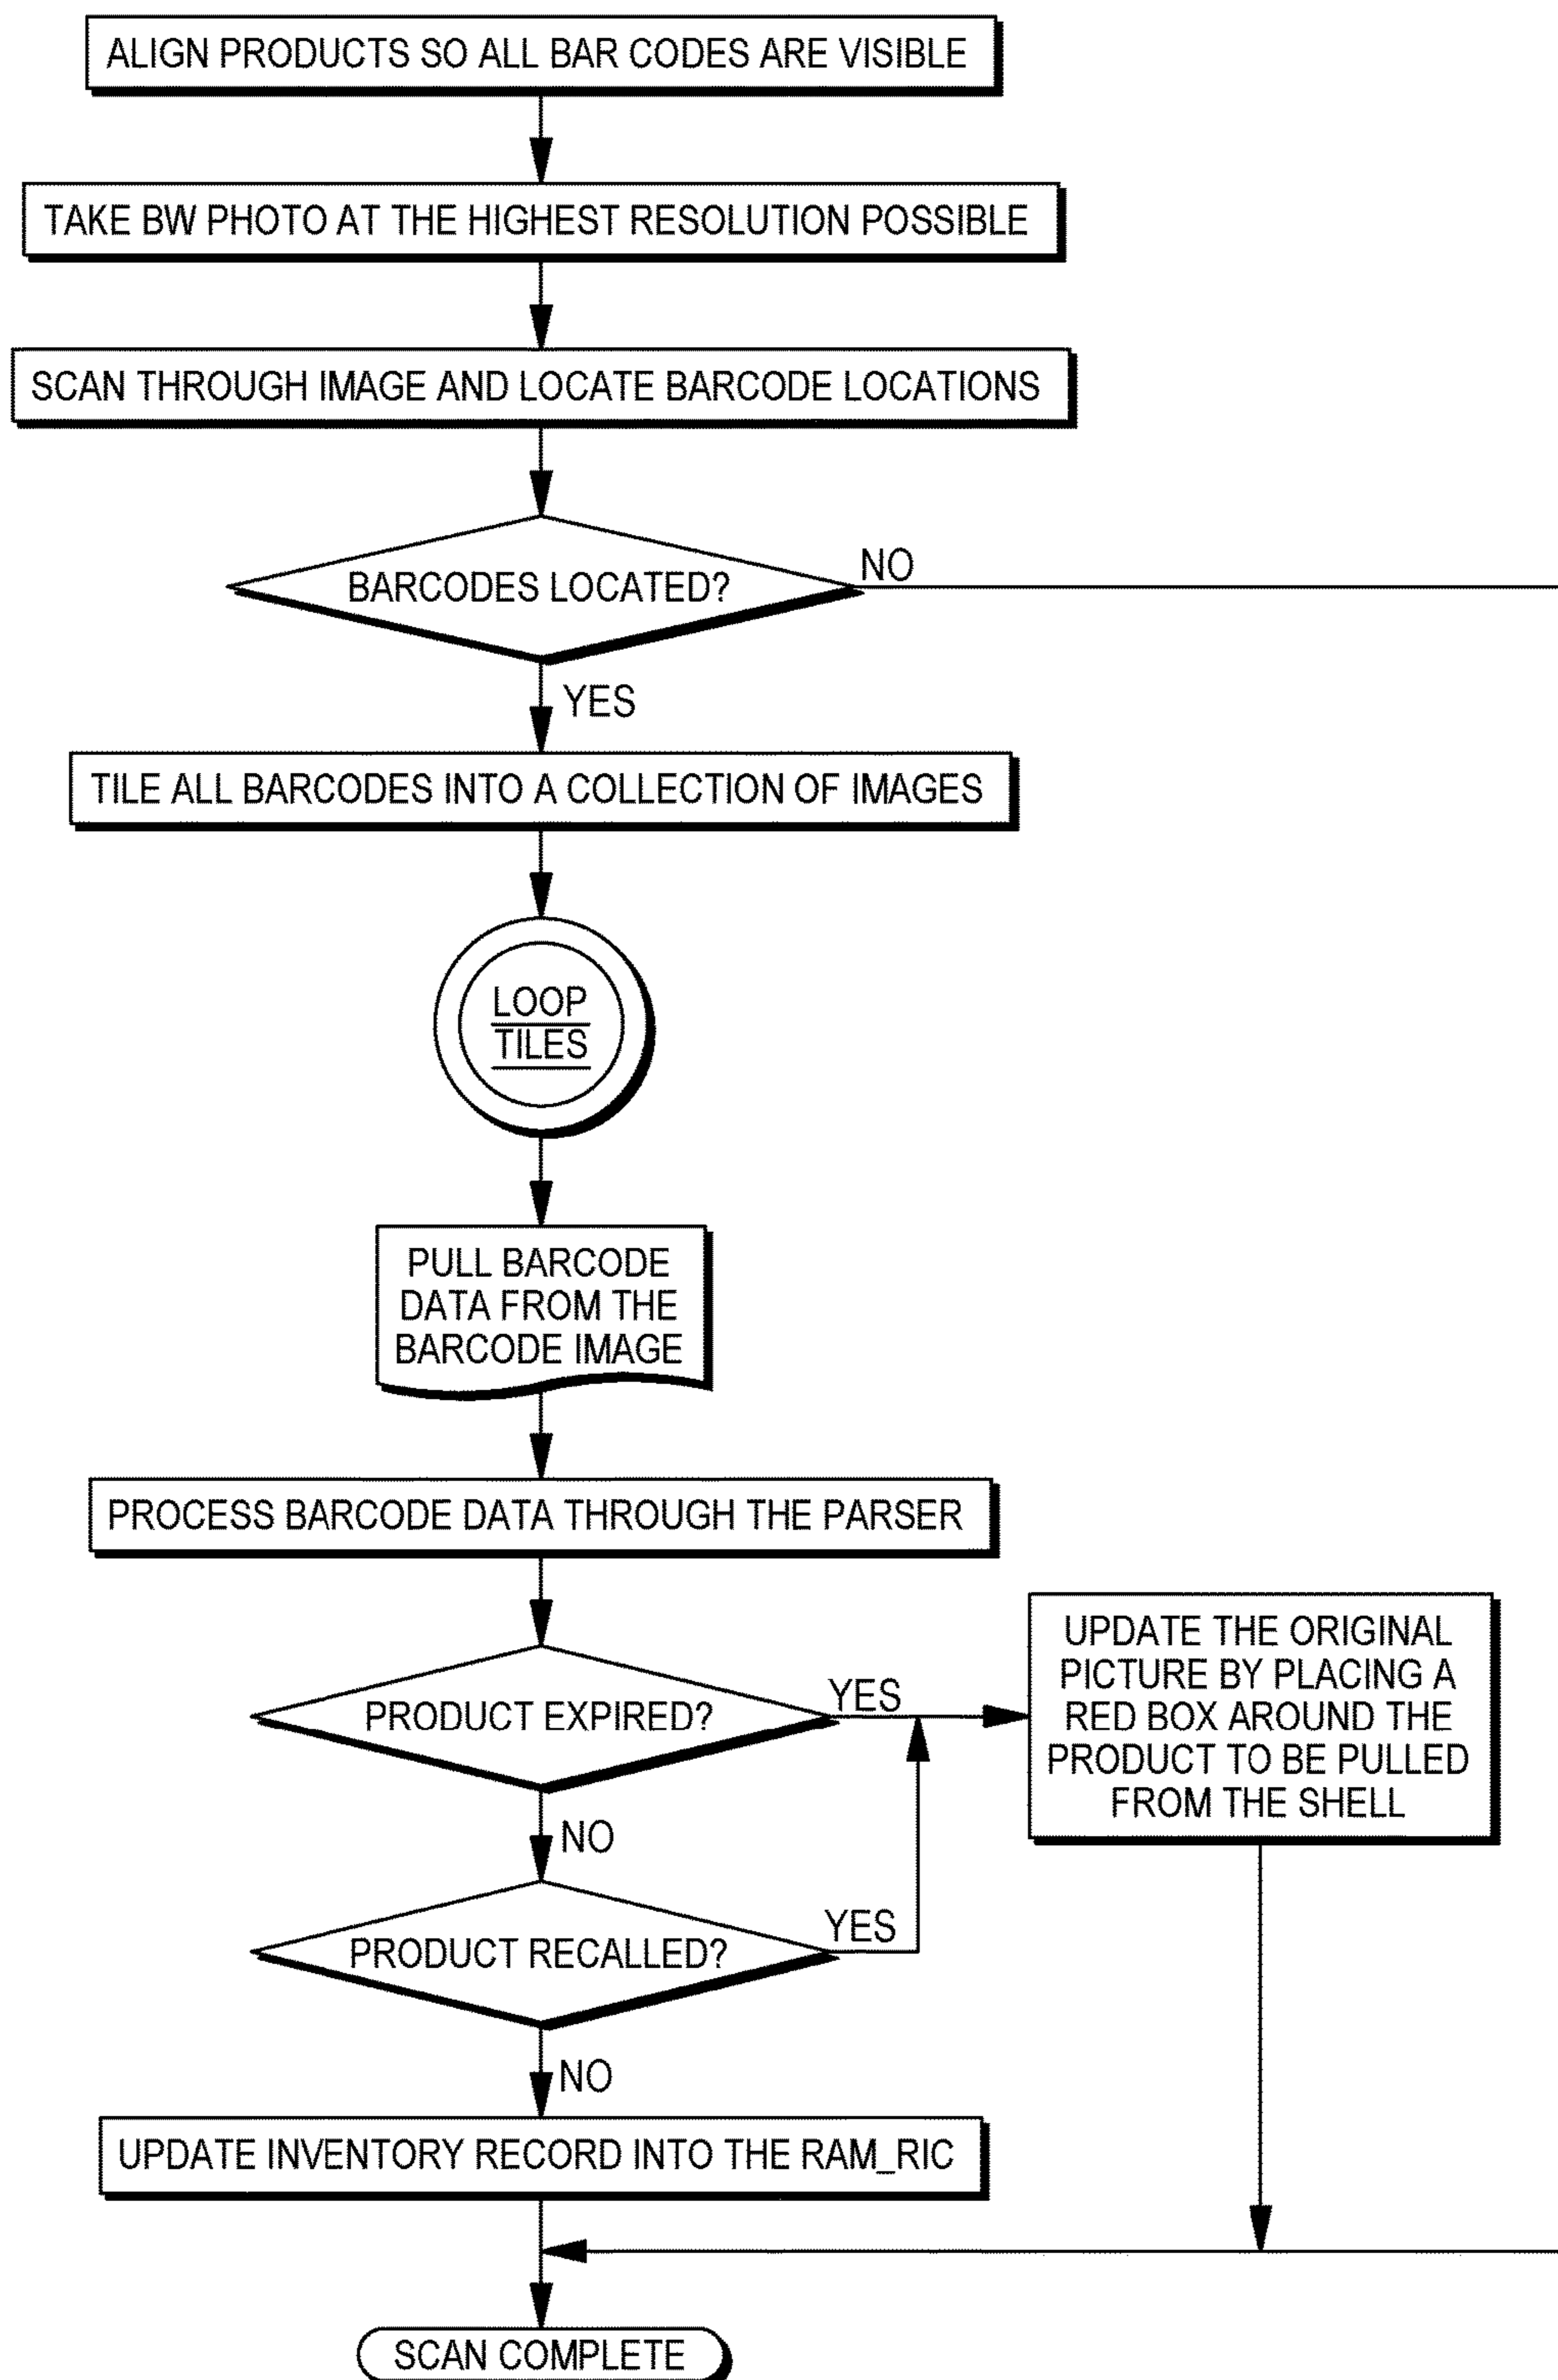 ALIGN PRODUCTS SO ALL BAR CODES ARE VISIBLE
TAKE BW PHOTO AT THE HIGHEST RESOLUTION POSSIBLE
SCAN THROUGH IMAGE AND LOCATE BARCODE LOCATIONS
BARCODES LOCATED?
NO
YES
TILE ALL BARCODES INTO A COLLECTION OF IMAGES
LOOP
TILES
PULL BARCODE
DATA FROM THE
BARCODE IMAGE
PROCESS BARCODE DATA THROUGH THE PARSER
PRODUCT EXPIRED?
YES
UPDATE THE ORIGINAL
PICTURE BY PLACING A
RED BOX AROUND THE
PRODUCT TO BE PULLED
FROM THE SHELL
NO
PRODUCT RECALLED?
YES
NO
UPDATE INVENTORY RECORD INTO THE RAM_RIC
SCAN COMPLETE